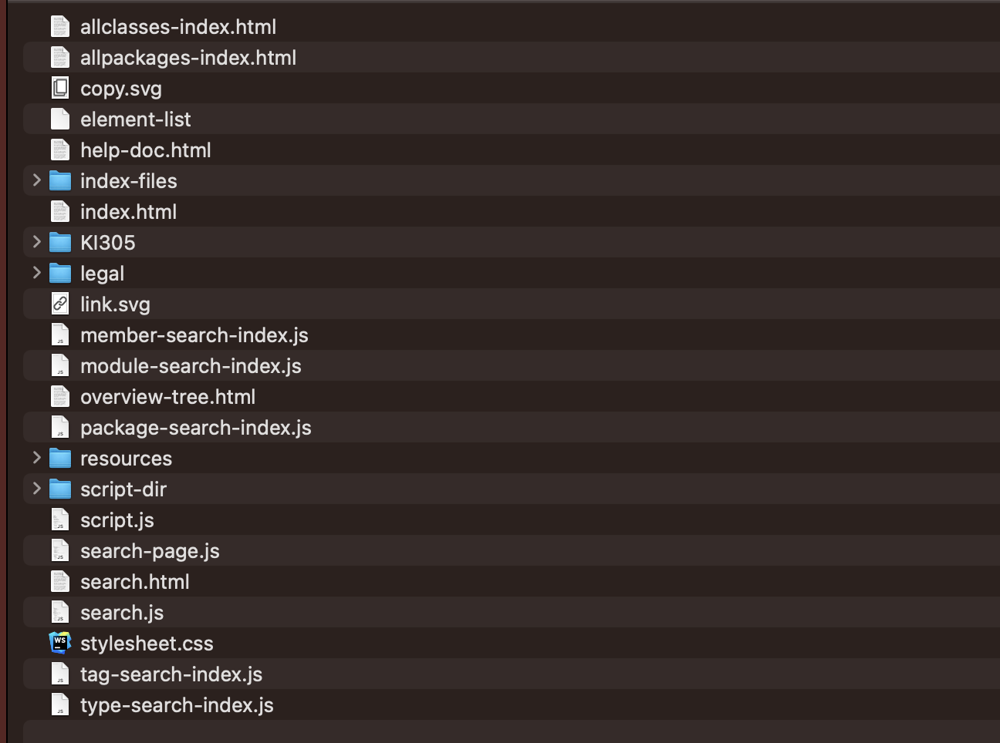 allclasses-index.html
allpackages-index.html
copy.svg
element-list
help-doc.html
index-files
index.html
KI305
legal
link.svg
member-search-index.js
module-search-index.js
overview-tree.html
package-search-index.js
resources
script-dir
script.js
search-page.js
search.html
search.js
stylesheet.css
tag-search-index.js
type-search-index.js